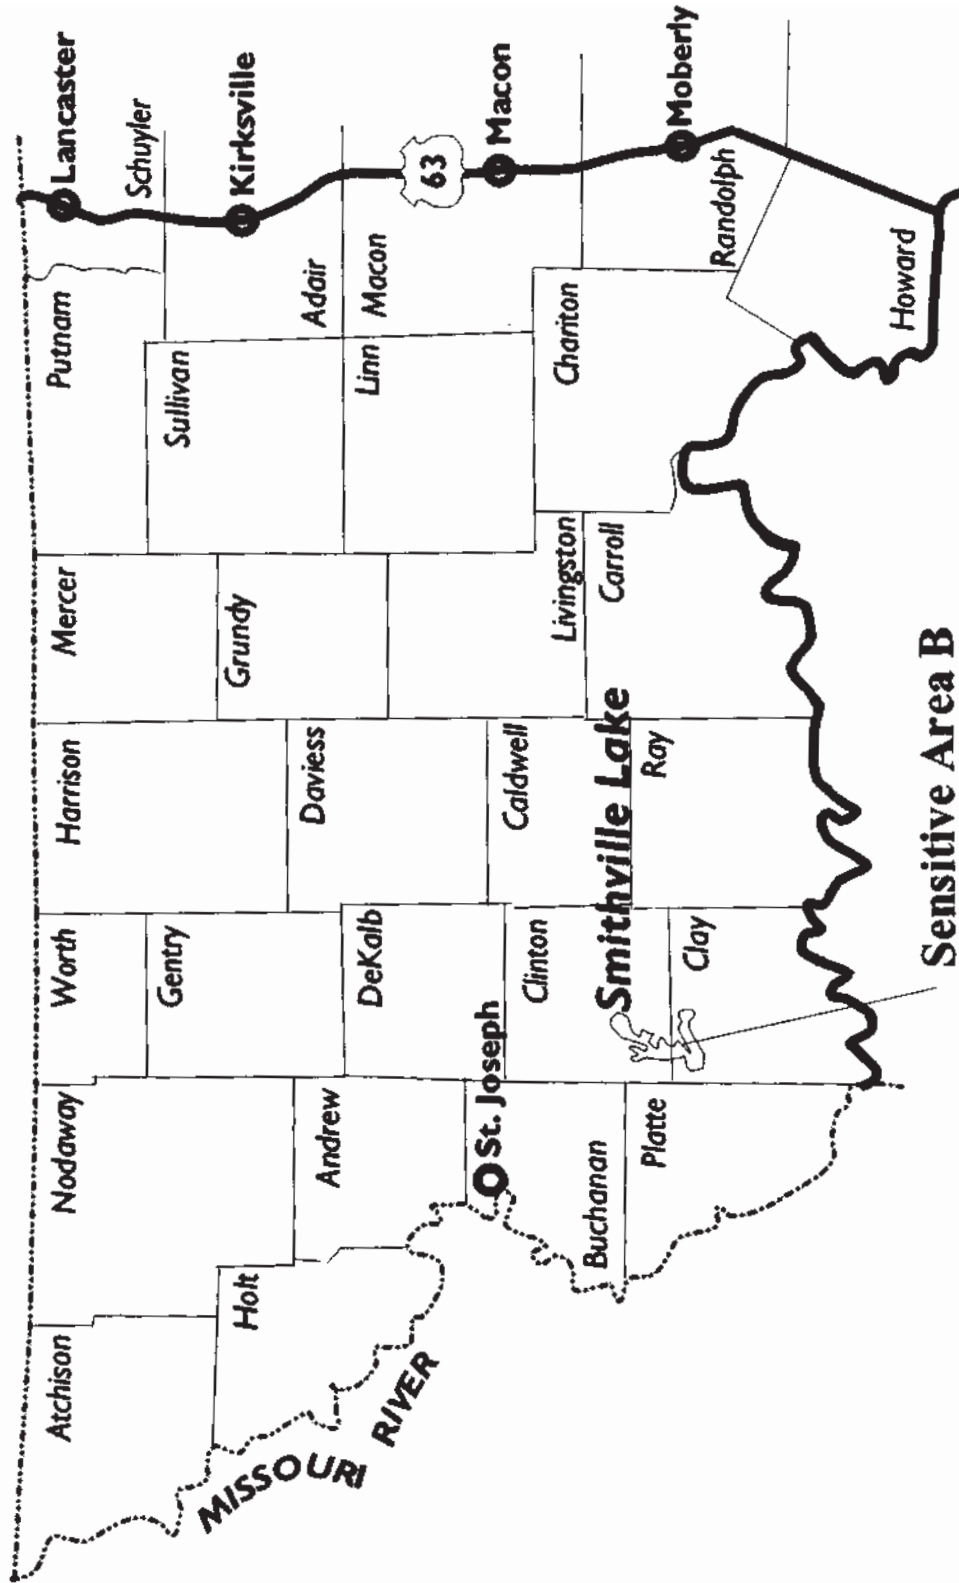 Atchison
Nodaway
Worth
Harrison
Mercer
Putnam
Lancaster
Schuyler
Holt
Gentry
Grundy
Sullivan
Kirksville
Andrew
DeKalb
Daviess
Linn
Adair
Macon
63
MISSOURI
RIVER
St. Joseph
Clinton
Caldwell
Livingston
Chariton
Macon
Buchanan
Smithville Lake
Carroll
Platte
Clay
Ray
Randolph
Moberly
Howard
Sensitive Area B